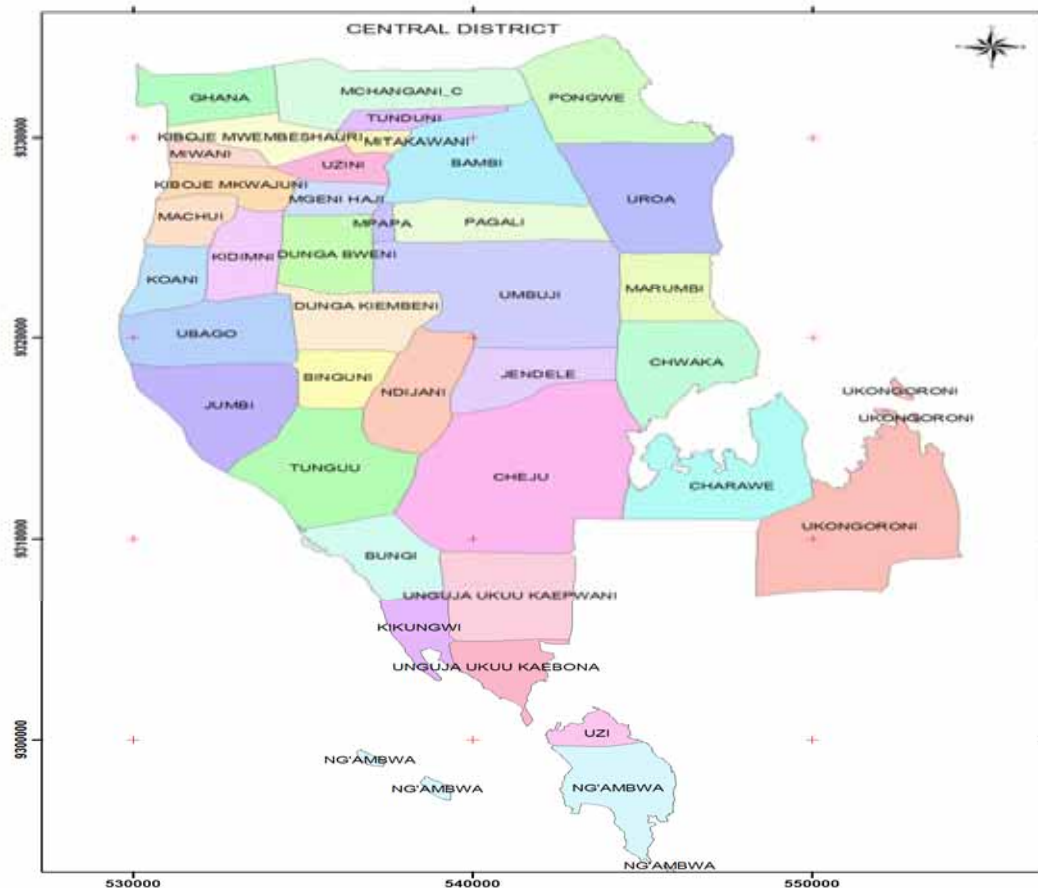 CENTRAL DISTRICT
GHANA
MCHANGANI_C
PONGWE
TUNDUNI
KIBOJE MWEMBESHAURI
MITAKAWANI
MIWANI
UZINI
BAMBI
KIBOJE MKWAJUNI
MGENI HAJI
UROA
MACHUI
MPAPA
PAGALI
KIDIMNI
DUNGA BWENI
KOANI
MARUMBI
UMBUJI
DUNGA KIEMBENI
UBAGO
CHWAKA
BINGUNI
JENDELE
NDIJANI
UKONGORONI
JUMBI
UKONGORONI
TUNGUU
CHEJU
CHARAWE
UKONGORONI
BUNGI
UNGUJA UKUU KAEPWANI
KIKUNGWI
UNGUJA UKUU KAEBONA
UZI
NG'AMBWA
NG'AMBWA
NG'AMBWA
NG'AMBWA
9330000
9320000
9310000
9300000
530000
540000
550000